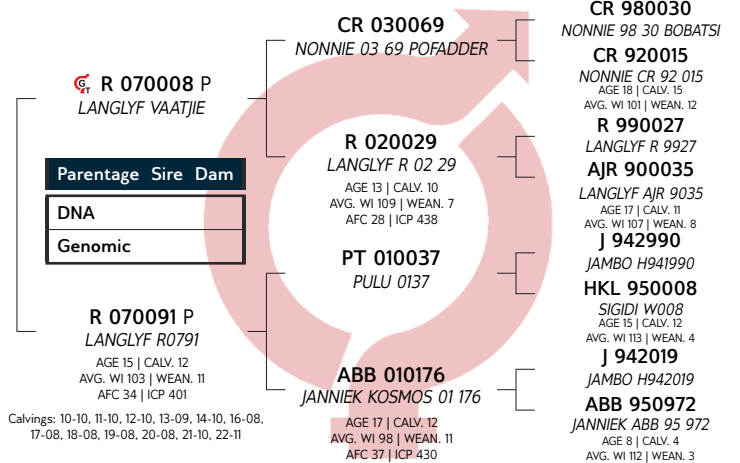 R 070008 P
LANGLYF VAATJIE
Parentage Sire Dam
DNA
Genomic
R 070091 P
LANGLYF R0791
AGE 15 | CALV. 12
AVG. WI 103 | WEAN. 11
AFC 34 | ICP 401
Calvings: 10-10, 11-10, 12-10, 13-09, 14-10, 16-08,
17-08, 18-08, 19-08, 20-08, 21-10, 22-11
CR 030069
NONNIE 03 69 POFADDER
R 020029
LANGLYF R 02 29
AGE 13 | CALV. 10
AVG. WI 109 | WEAN. 7
AFC 28 | ICP 438
PT 010037
PULU 0137
ABB 010176
JANNIEK KOSMOS 01 176
AGE 17 | CALV. 12
AVG. WI 98 | WEAN. 11
AFC 37 | ICP 430
CR 980030
NONNIE 98 30 BOBATSI
CR 920015
NONNIE CR 92 015
AGE 18 | CALV. 15
AVG. WI 101 | WEAN. 12
R 990027
LANGLYF R 9927
AJR 900035
LANGLYF AJR 9035
AGE 17 | CALV. 11
AVG. WI 107 | WEAN. 8
J 942990
JAMBO H941990
HKL 950008
SIGIDI W008
AGE 15 | CALV. 12
AVG. WI 113 | WEAN. 4
J 942019
JAMBO H942019
ABB 950972
JANNIEK ABB 95 972
AGE 8 | CALV. 4
AVG. WI 112 | WEAN. 3